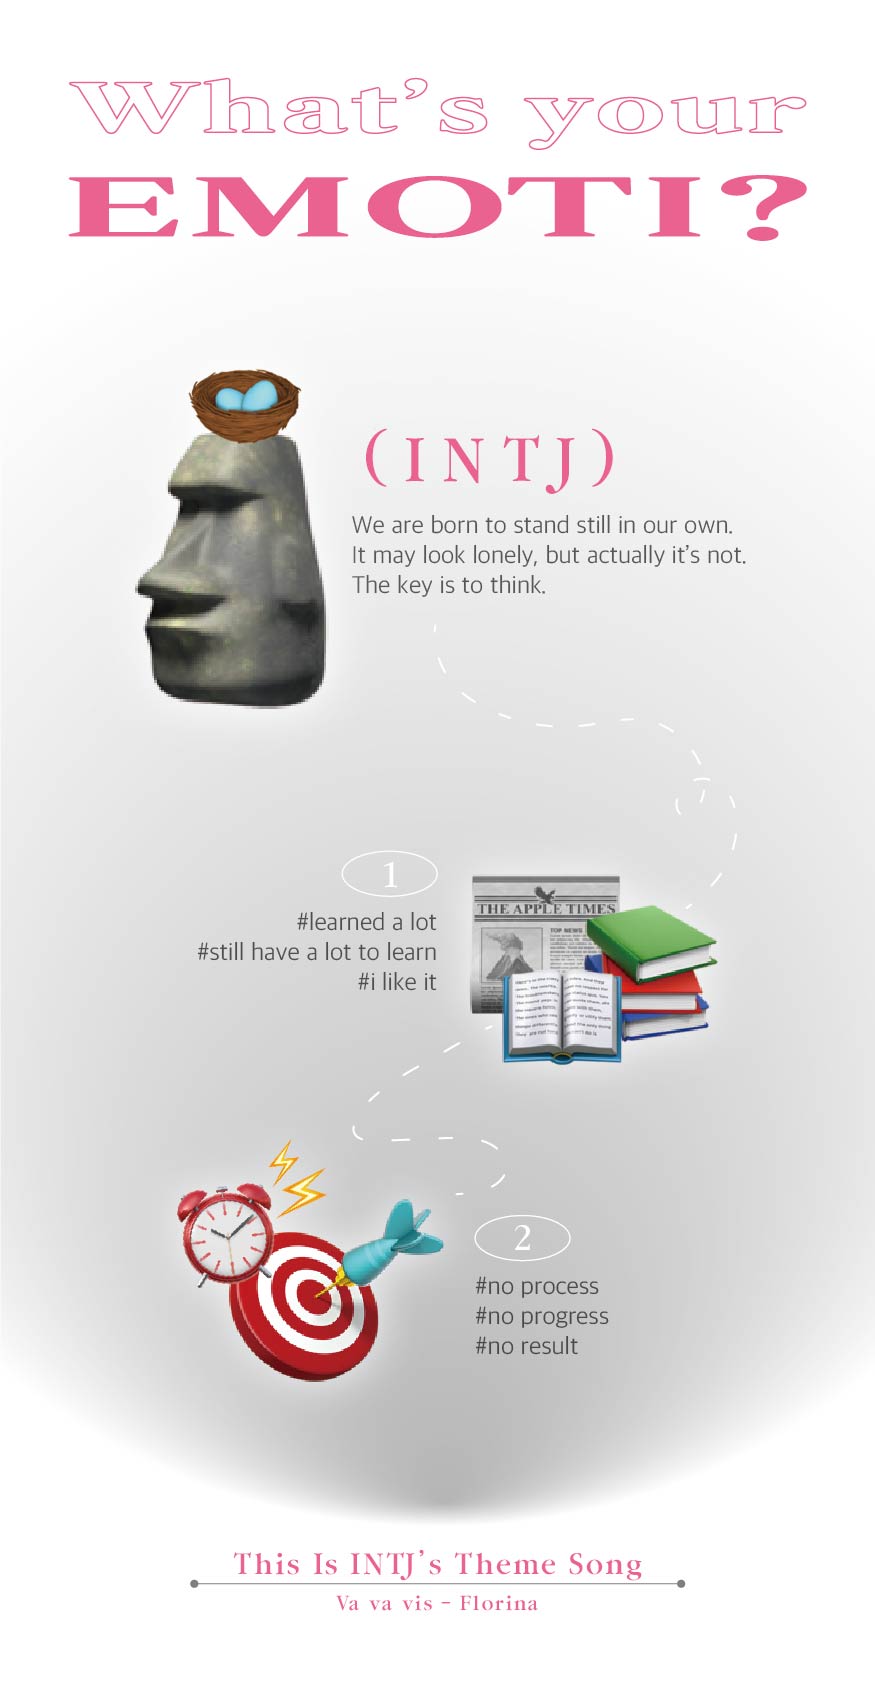 What's your
EMOTI?
(INTJ)
We are born to stand still in our own.
It may look lonely, but actually it's not.
The key is to think.
1
#learned a lot
#still have a lot to learn
#i like it
THE APPLE TIMES
TOP NEWS
2
#no process
#no progress
#no result
This Is INTJ's Theme Song
Va va vis - Florina